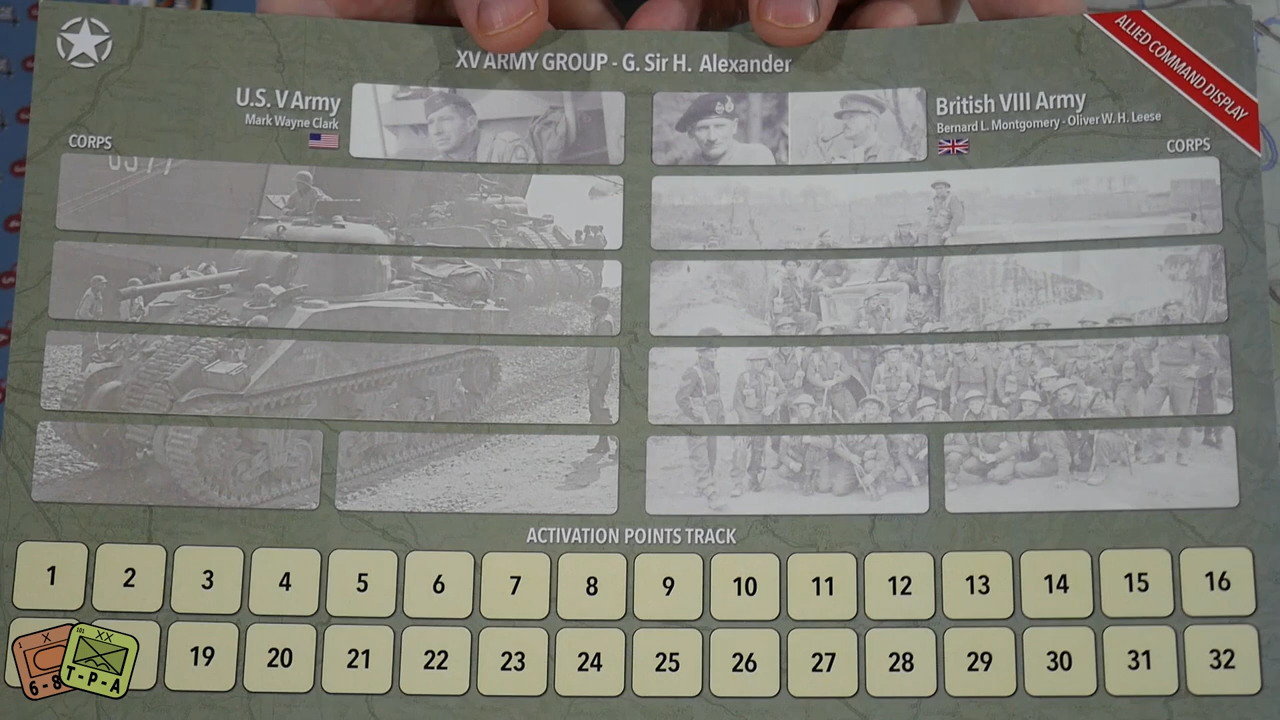 XV ARMY GROUP - G. Sir H. Alexander
ALLIED COMMAND DISPLAY
U.S. V Army
Mark Wayne Clark
British VIII Army
Bernard L. Montgomery - Oliver W. H. Leese
CORPS
CORPS
ACTIVATION POINTS TRACK
1 2 3 4 5 6 7 8 9 10 11 12 13 14 15 16
19 20 21 22 23 24 25 26 27 28 29 30 31 32
1 X
6-8
101 XX
T-P-A